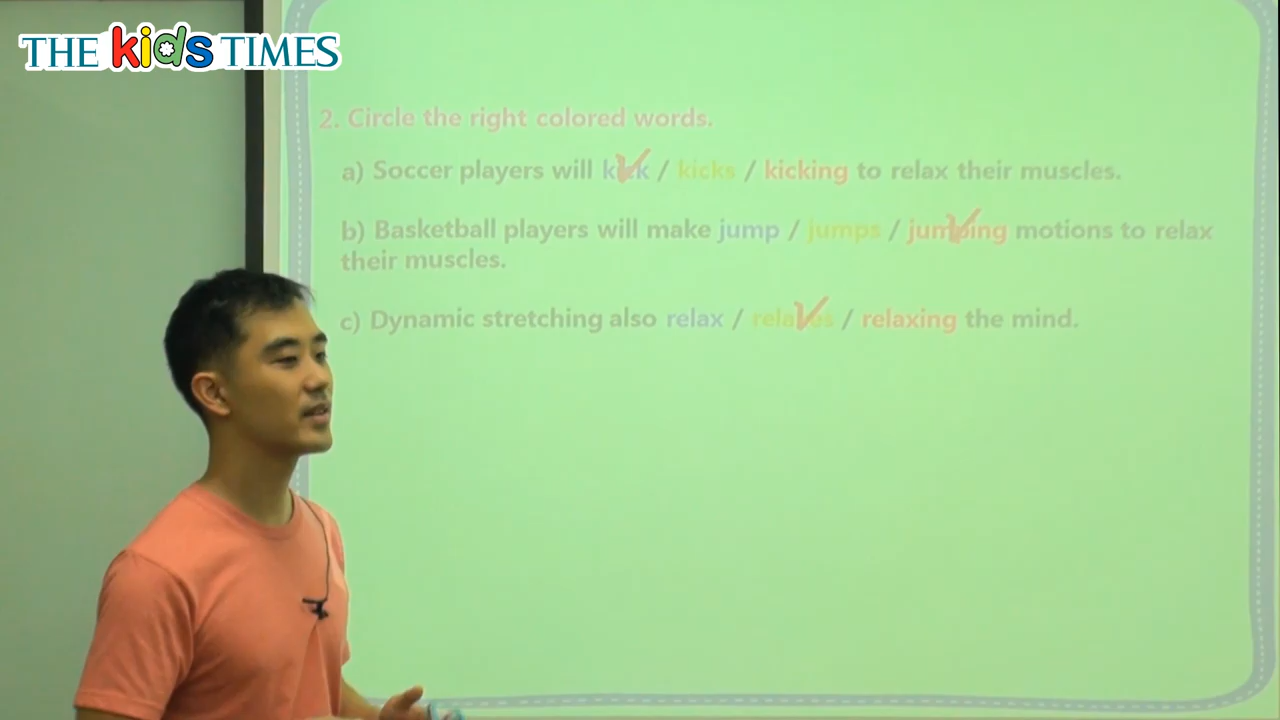 THE kids TIMES
2. Circle the right colored words.
a) Soccer players will kick / kicks / kicking to relax their muscles.
b) Basketball players will make jump / jumps / jumping motions to relax
their muscles.
c) Dynamic stretching also relax / relaxes / relaxing the mind.